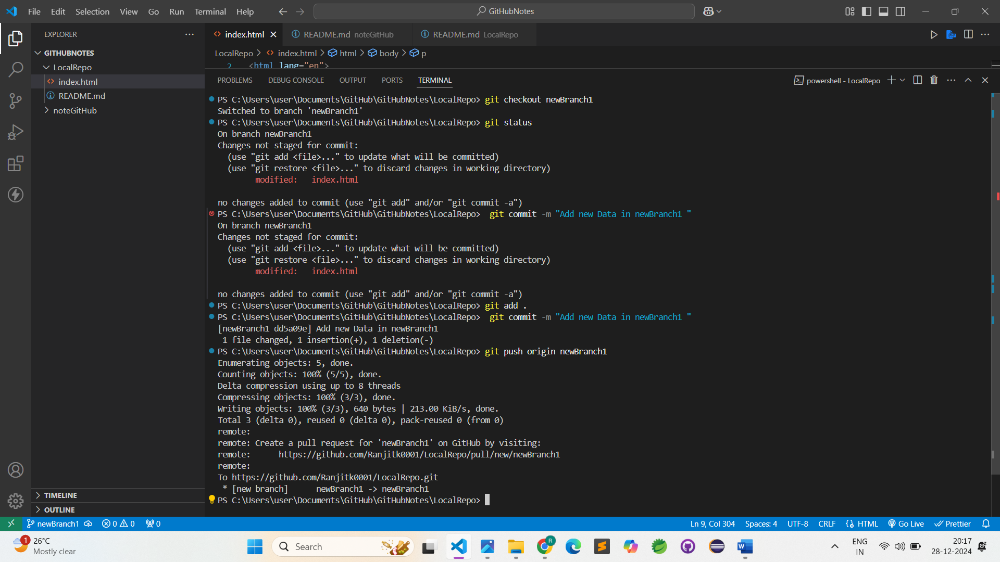 File Edit Selection View Go Run Terminal Help
GitHubNotes
EXPLORER
index.html
README.md noteGitHub
README.md LocalRepo
GITHUBNOTES
LocalRepo
index.html
README.md
noteGitHub
TIMELINE
OUTLINE
LocalRepo > index.html > html > body > p
2 <html lang="en">
PROBLEMS DEBUG CONSOLE OUTPUT PORTS TERMINAL
powershell - LocalRepo
PS C:\Users\user\Documents\GitHub\GitHubNotes\LocalRepo> git checkout newBranch1
Switched to branch 'newBranch1'
PS C:\Users\user\Documents\GitHub\GitHubNotes\LocalRepo> git status
On branch newBranch1
Changes not staged for commit:
(use "git add <file>..." to update what will be committed)
(use "git restore <file>..." to discard changes in working directory)
modified: index.html
no changes added to commit (use "git add" and/or "git commit -a")
PS C:\Users\user\Documents\GitHub\GitHubNotes\LocalRepo> git commit -m "Add new Data in newBranch1 "
On branch newBranch1
Changes not staged for commit:
(use "git add <file>..." to update what will be committed)
(use "git restore <file>..." to discard changes in working directory)
modified: index.html
no changes added to commit (use "git add" and/or "git commit -a")
PS C:\Users\user\Documents\GitHub\GitHubNotes\LocalRepo> git add .
PS C:\Users\user\Documents\GitHub\GitHubNotes\LocalRepo> git commit -m "Add new Data in newBranch1 "
[newBranch1 dd5a09e] Add new Data in newBranch1
1 file changed, 1 insertion(+), 1 deletion(-)
PS C:\Users\user\Documents\GitHub\GitHubNotes\LocalRepo> git push origin newBranch1
Enumerating objects: 5, done.
Counting objects: 100% (5/5), done.
Delta compression using up to 8 threads
Compressing objects: 100% (3/3), done.
Writing objects: 100% (3/3), 640 bytes | 213.00 KiB/s, done.
Total 3 (delta 0), reused 0 (delta 0), pack-reused 0 (from 0)
remote:
remote: Create a pull request for 'newBranch1' on GitHub by visiting:
remote: https://github.com/Ranjitk0001/LocalRepo/pull/new/newBranch1
remote:
To https://github.com/Ranjitk0001/LocalRepo.git
* [new branch] newBranch1 -> newBranch1
PS C:\Users\user\Documents\GitHub\GitHubNotes\LocalRepo>
newBranch1 0 0 0 Ln 9, Col 304 Spaces: 4 UTF-8 CRLF HTML Go Live Prettier
1
26°C
Mostly clear
Search
R
ENG
IN
20:17
28-12-2024